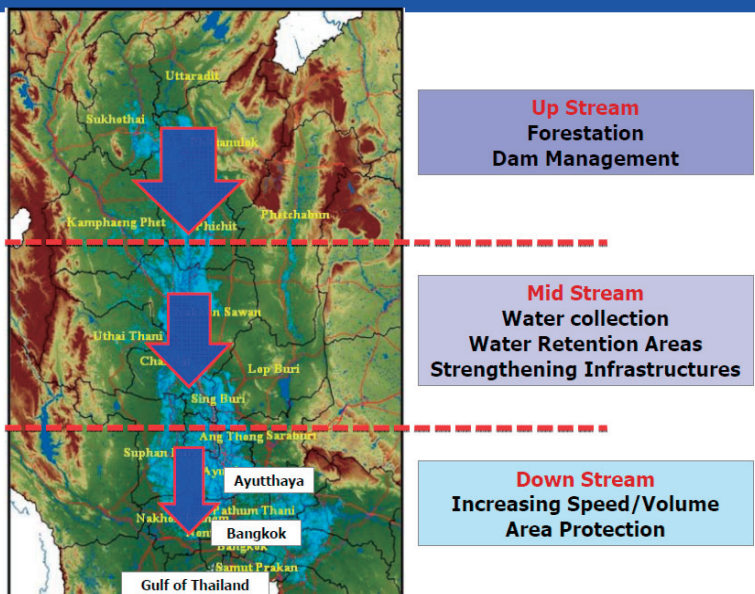 Uttaradit
Sukhothai
Kamphaeng Phet
Phichit
Phetchabun
Sawan
Uthai Thani
Lop Buri
Sing Buri
Ang Thong
Saraburi
Suphan
Ayutthaya
Pathum Thani
Bangkok
Bangkok
Samut Prakan
Gulf of Thailand
Up Stream
Forestation
Dam Management
Mid Stream
Water collection
Water Retention Areas
Strengthening Infrastructures
Down Stream
Increasing Speed/Volume
Area Protection